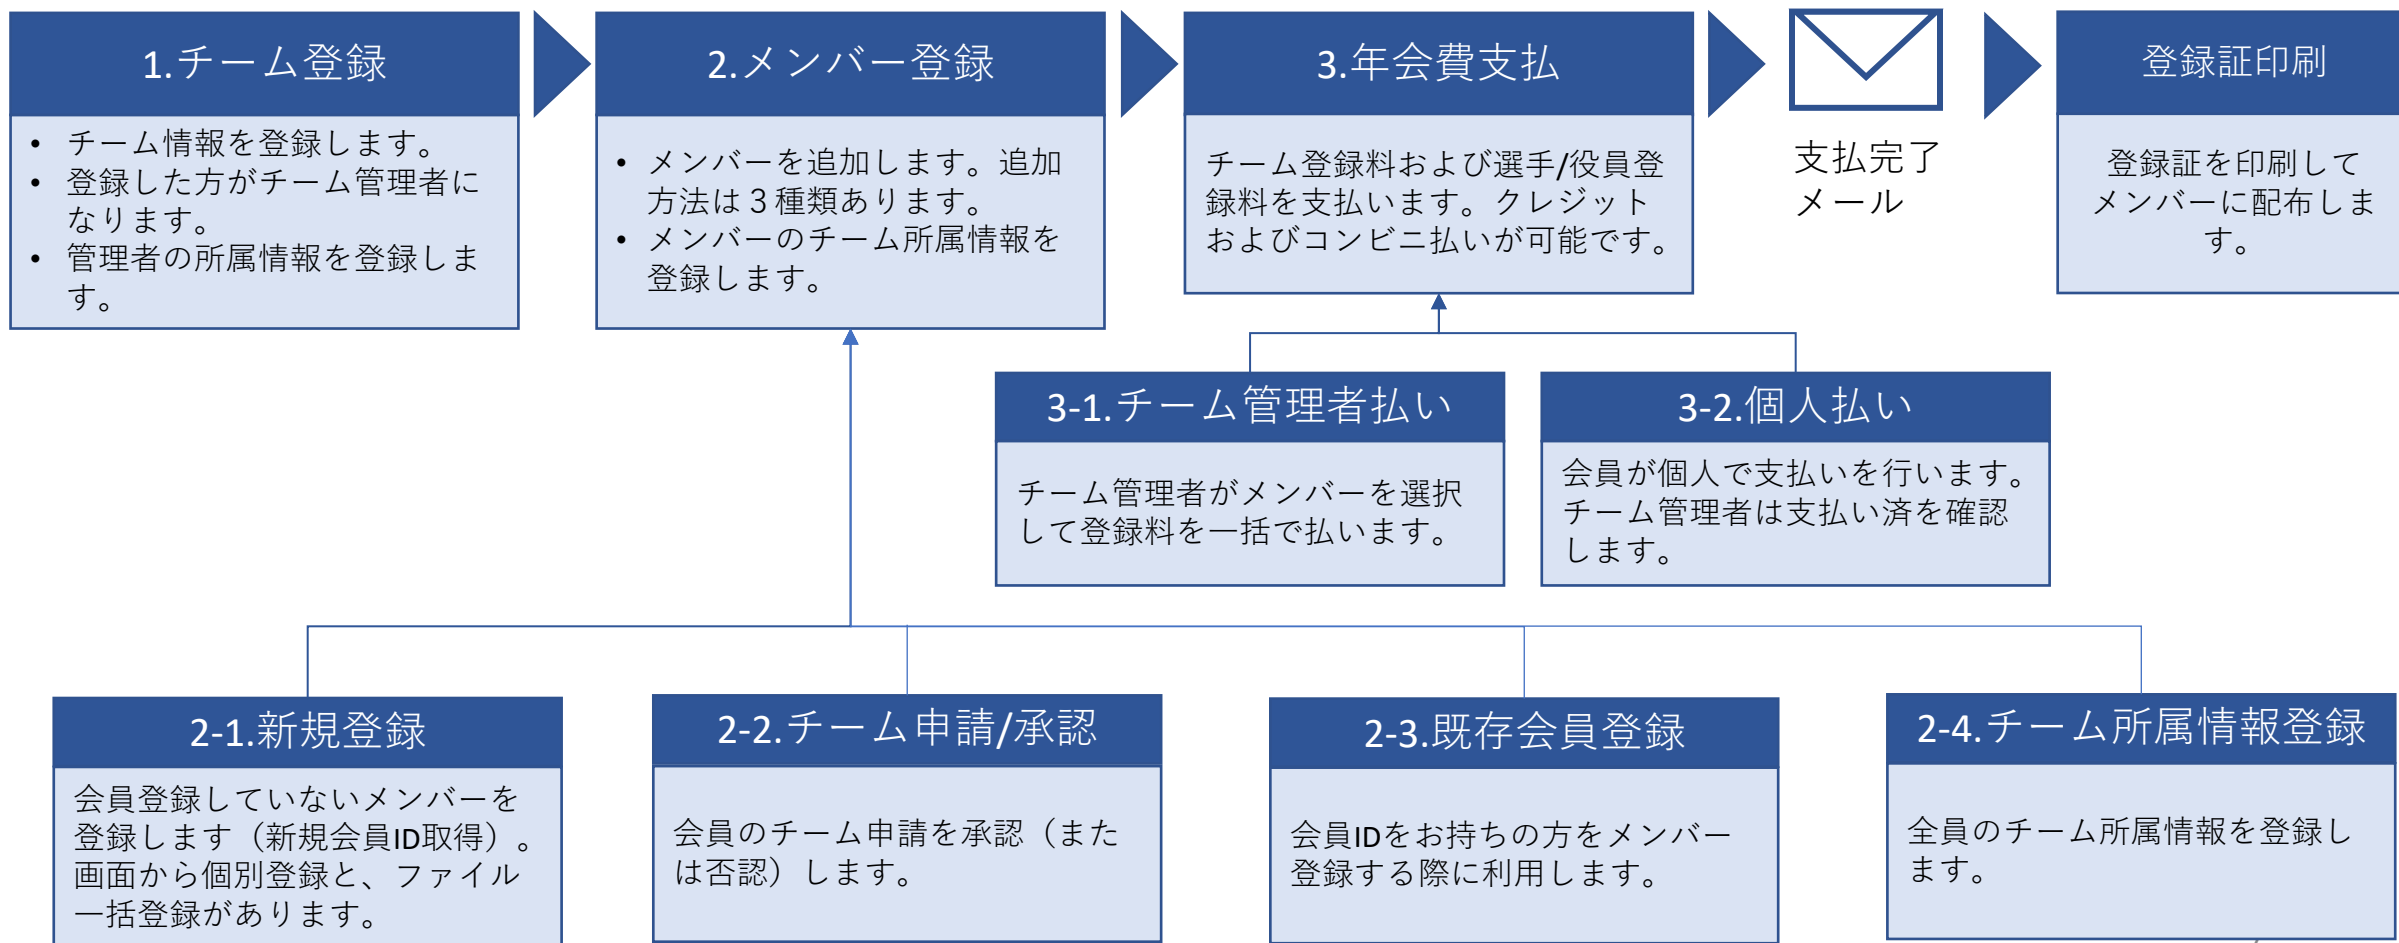 1.チーム登録
• チーム情報を登録します。
• 登録した方がチーム管理者に
なります。
• 管理者の所属情報を登録しま
す。
2.メンバー登録
• メンバーを追加します。追加
方法は３種類あります。
• メンバーのチーム所属情報を
登録します。
3.年会費支払
チーム登録料および選手/役員登
録料を支払います。クレジット
およびコンビニ払いが可能です。
支払完了
メール
登録証印刷
登録証を印刷して
メンバーに配布しま
す。
3-1.チーム管理者払い
チーム管理者がメンバーを選択
して登録料を一括で払います。
3-2.個人払い
会員が個人で支払いを行います。
チーム管理者は支払い済を確認
します。
2-1.新規登録
会員登録していないメンバーを
登録します（新規会員ID取得）。
画面から個別登録と、ファイル
一括登録があります。
2-2.チーム申請/承認
会員のチーム申請を承認（また
は否認）します。
2-3.既存会員登録
会員IDをお持ちの方をメンバー
登録する際に利用します。
2-4.チーム所属情報登録
全員のチーム所属情報を登録し
ます。